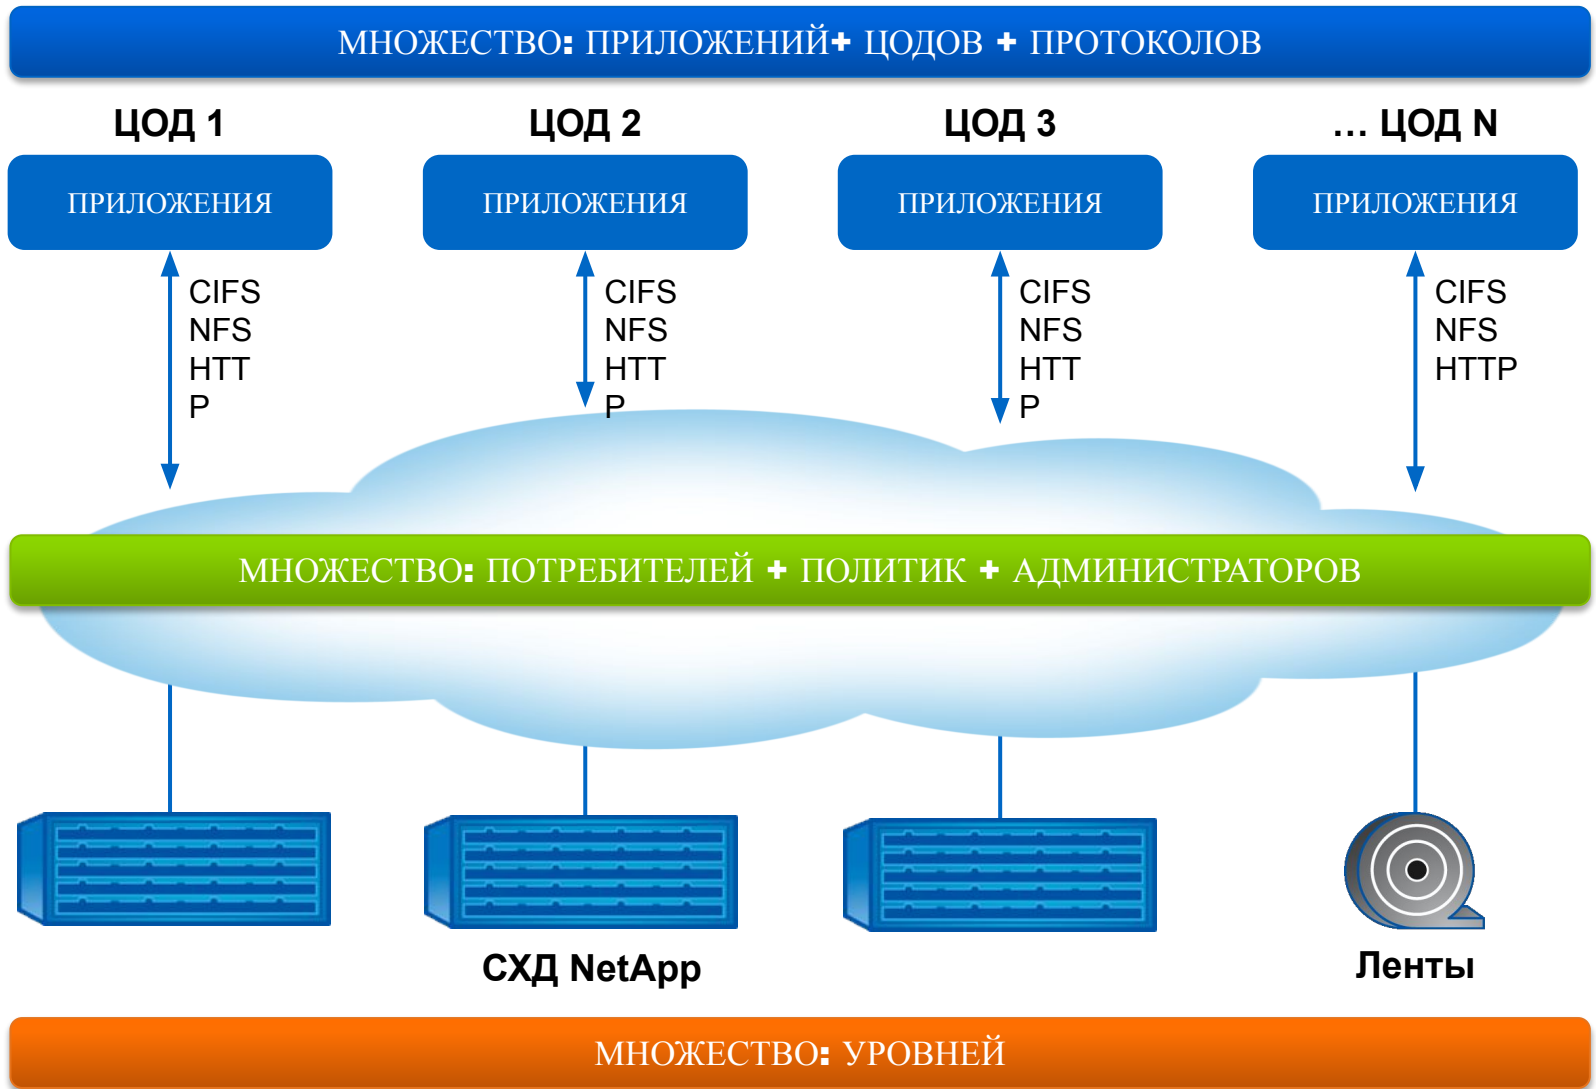 МНОЖЕСТВО: ПРИЛОЖЕНИЙ+ ЦОДОВ + ПРОТОКОЛОВ
ЦОД 1
ЦОД 2
ЦОД 3
... ЦОД N
ПРИЛОЖЕНИЯ
ПРИЛОЖЕНИЯ
ПРИЛОЖЕНИЯ
ПРИЛОЖЕНИЯ
CIFS
NFS
HTT
P
CIFS
NFS
HTT
P
CIFS
NFS
HTT
P
CIFS
NFS
HTTP
МНОЖЕСТВО: ПОТРЕБИТЕЛЕЙ + ПОЛИТИК + АДМИНИСТРАТОРОВ
СХД NetApp
Ленты
МНОЖЕСТВО: УРОВНЕЙ